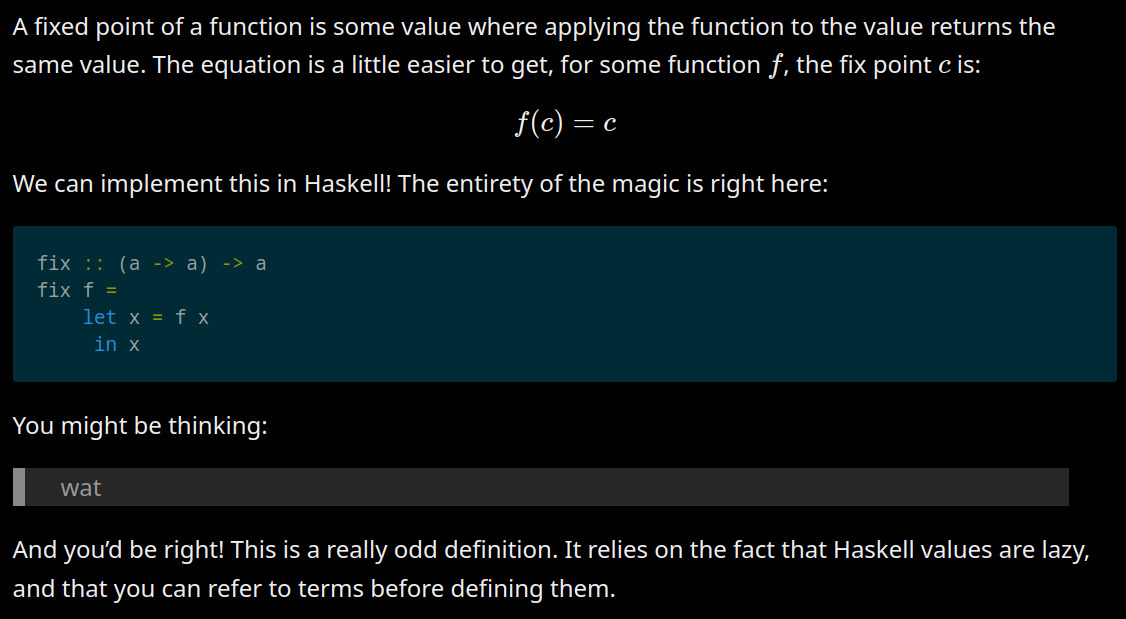 A fixed point of a function is some value where applying the function to the value returns the
same value. The equation is a little easier to get, for some function f, the fix point c is:
f(c) = c
We can implement this in Haskell! The entirety of the magic is right here:
fix :: (a -> a) -> a
fix f =
    let x = f x
     in x
You might be thinking:
wat
And you’d be right! This is a really odd definition. It relies on the fact that Haskell values are lazy,
and that you can refer to terms before defining them.